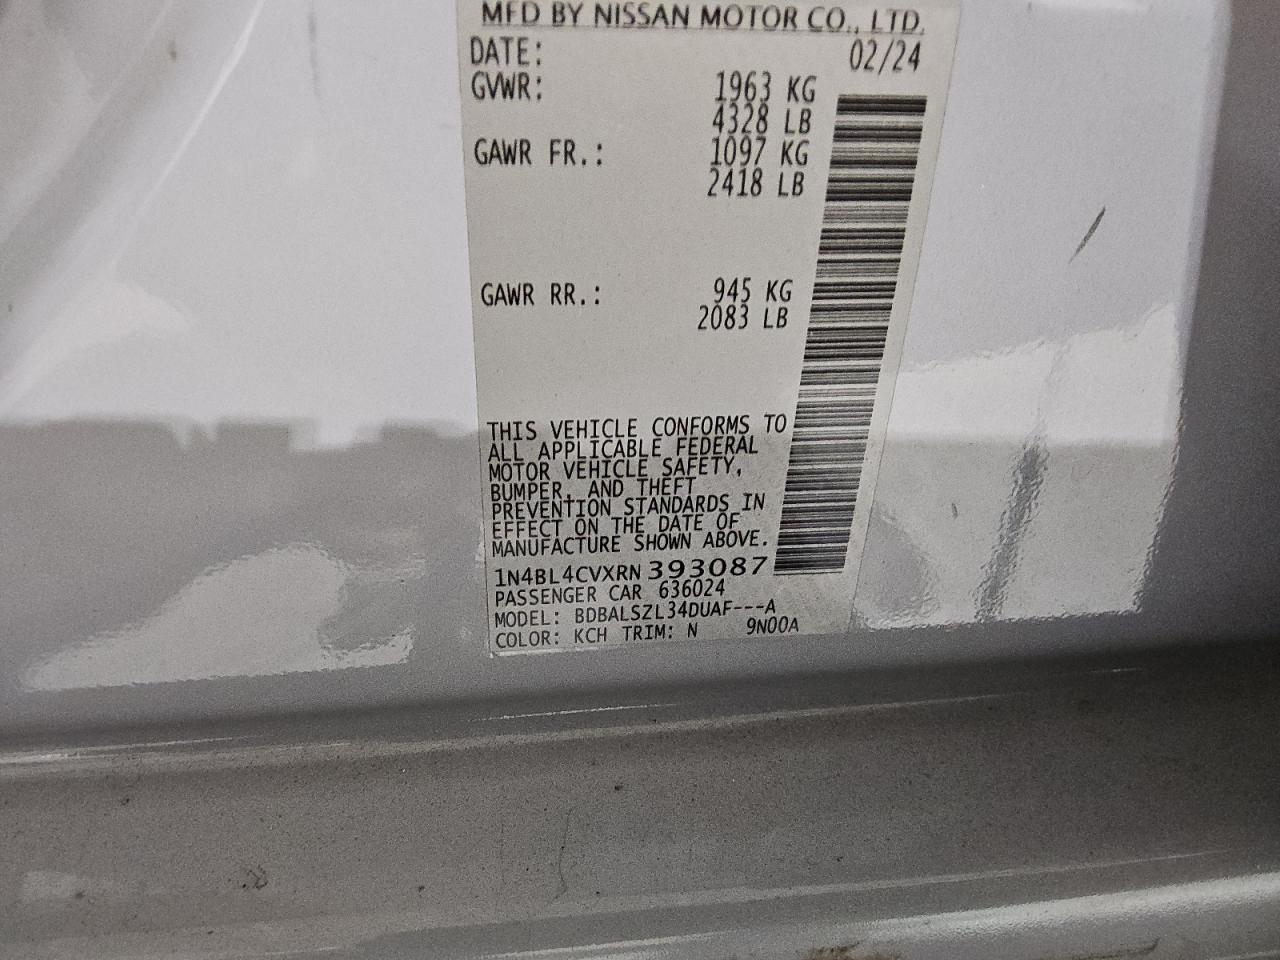 MFD BY NISSAN MOTOR CO., LTD.
DATE: 02/24
GVWR: 1963 KG
4328 LB
GAWR FR.: 1097 KG
2418 LB
GAWR RR.: 945 KG
2083 LB
THIS VEHICLE CONFORMS TO
ALL APPLICABLE FEDERAL
MOTOR VEHICLE SAFETY,
BUMPER, AND THEFT
PREVENTION STANDARDS IN
EFFECT ON THE DATE OF
MANUFACTURE SHOWN ABOVE.
1N4BL4CVXRN393087
PASSENGER CAR 636024
MODEL: BDBALSZL34DUAF---A
COLOR: KCH TRIM: N 9N00A